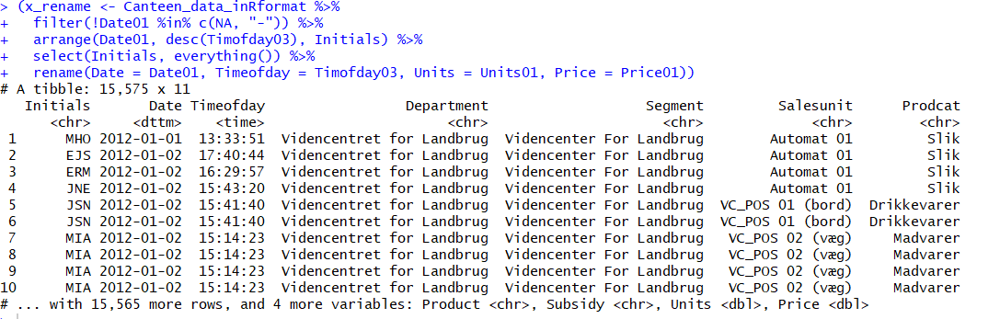 > (x_rename <- Canteen_data_inRformat %>%
+   filter(!Date01 %in% c(NA, "-")) %>%
+   arrange(Date01, desc(Timofday03), Initials) %>%
+   select(Initials, everything()) %>%
+   rename(Date = Date01, Timeofday = Timofday03, Units = Units01, Price = Price01))
# A tibble: 15,575 x 11
   Initials       Date Timeofday                Department                   Segment         Salesunit     Prodcat
      <chr>     <dttm>    <time>                     <chr>                     <chr>             <chr>       <chr>
 1      MHO 2012-01-01  13:33:51  Videncentret for Landbrug  Videncenter For Landbrug        Automat 01        Slik
 2      EJS 2012-01-02  17:40:44  Videncentret for Landbrug  Videncenter For Landbrug        Automat 01        Slik
 3      ERM 2012-01-02  16:29:57  Videncentret for Landbrug  Videncenter For Landbrug        Automat 01        Slik
 4      JNE 2012-01-02  15:43:20  Videncentret for Landbrug  Videncenter For Landbrug        Automat 01        Slik
 5      JSN 2012-01-02  15:41:40  Videncentret for Landbrug  Videncenter For Landbrug  VC_POS 01 (bord)  Drikkevarer
 6      JSN 2012-01-02  15:41:40  Videncentret for Landbrug  Videncenter For Landbrug  VC_POS 01 (bord)  Drikkevarer
 7      MIA 2012-01-02  15:14:23  Videncentret for Landbrug  Videncenter For Landbrug   VC_POS 02 (væg)    Madvarer
 8      MIA 2012-01-02  15:14:23  Videncentret for Landbrug  Videncenter For Landbrug   VC_POS 02 (væg)    Madvarer
 9      MIA 2012-01-02  15:14:23  Videncentret for Landbrug  Videncenter For Landbrug   VC_POS 02 (væg)    Madvarer
10      MIA 2012-01-02  15:14:23  Videncentret for Landbrug  Videncenter For Landbrug   VC_POS 02 (væg)    Madvarer
# ... with 15,565 more rows, and 4 more variables: Product <chr>, Subsidy <chr>, Units <dbl>, Price <dbl>